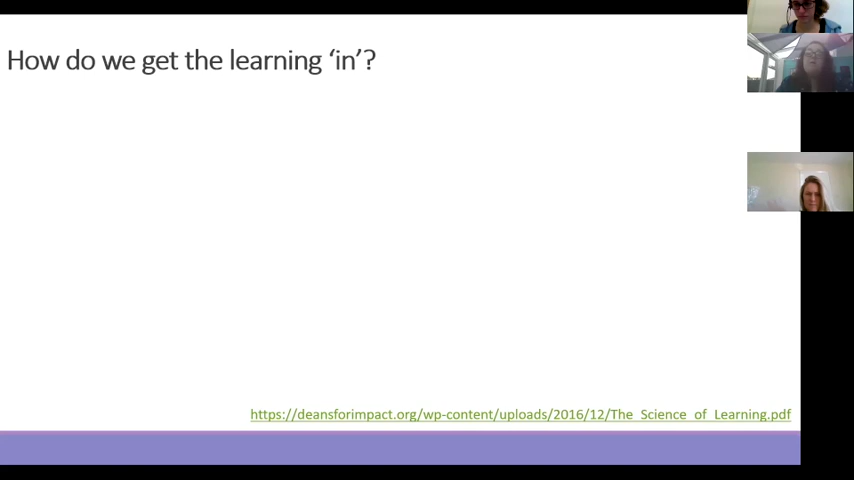 How do we get the learning ‘in’?
https://deansforimpact.org/wp-content/uploads/2016/12/The_Science_of_Learning.pdf